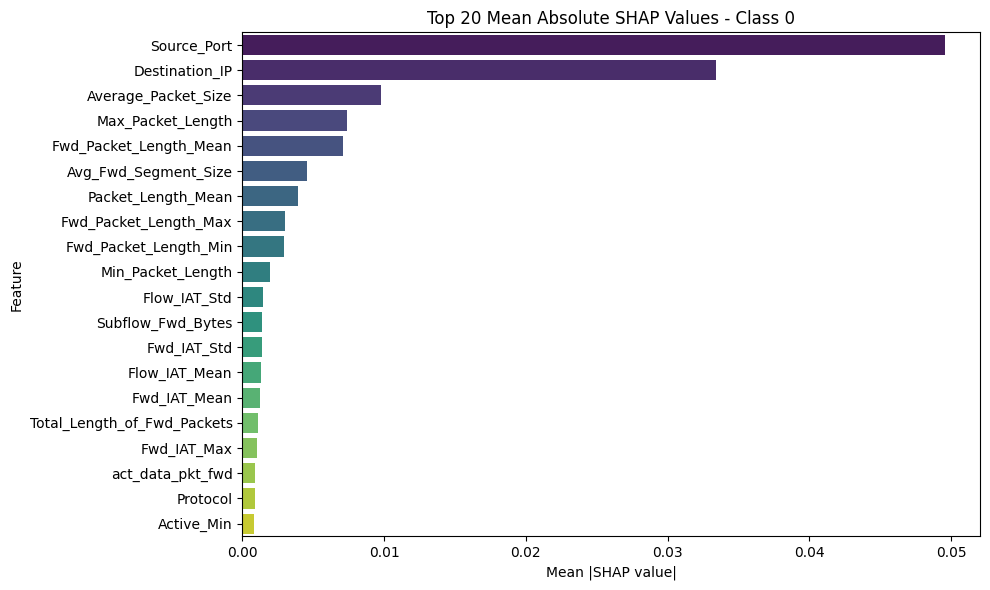 Top 20 Mean Absolute SHAP Values - Class 0
Feature
Source_Port
Destination_IP
Average_Packet_Size
Max_Packet_Length
Fwd_Packet_Length_Mean
Avg_Fwd_Segment_Size
Packet_Length_Mean
Fwd_Packet_Length_Max
Fwd_Packet_Length_Min
Min_Packet_Length
Flow_IAT_Std
Subflow_Fwd_Bytes
Fwd_IAT_Std
Flow_IAT_Mean
Fwd_IAT_Mean
Total_Length_of_Fwd_Packets
Fwd_IAT_Max
act_data_pkt_fwd
Protocol
Active_Min
0.00 0.01 0.02 0.03 0.04 0.05
Mean |SHAP value|